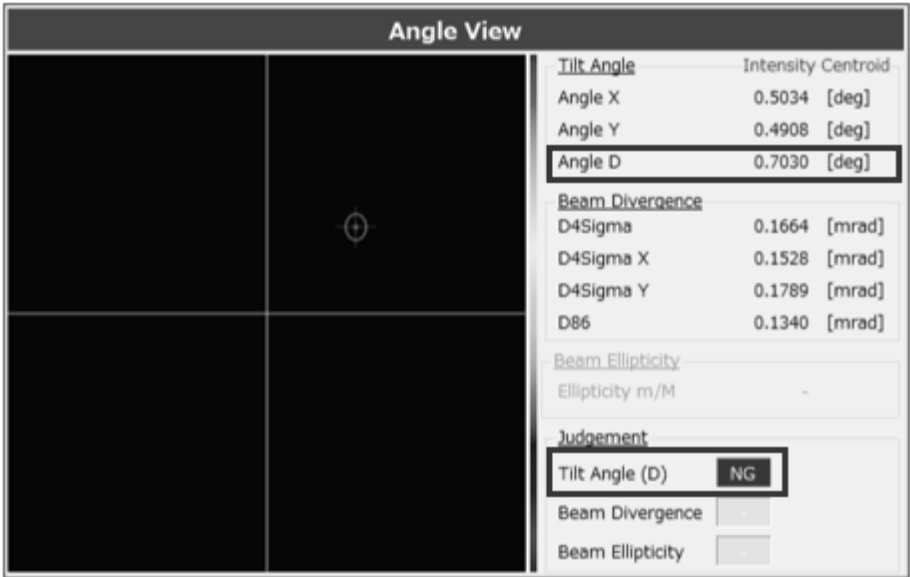 Angle View
Tilt Angle Intensity Centroid
Angle X 0.5034 [deg]
Angle Y 0.4908 [deg]
Angle D 0.7030 [deg]
Beam Divergence
D4Sigma 0.1664 [mrad]
D4Sigma X 0.1528 [mrad]
D4Sigma Y 0.1789 [mrad]
D86 0.1340 [mrad]
Beam Ellipticity
Ellipticity m/M -
Judgement
Tilt Angle (D) NG
Beam Divergence -
Beam Ellipticity -